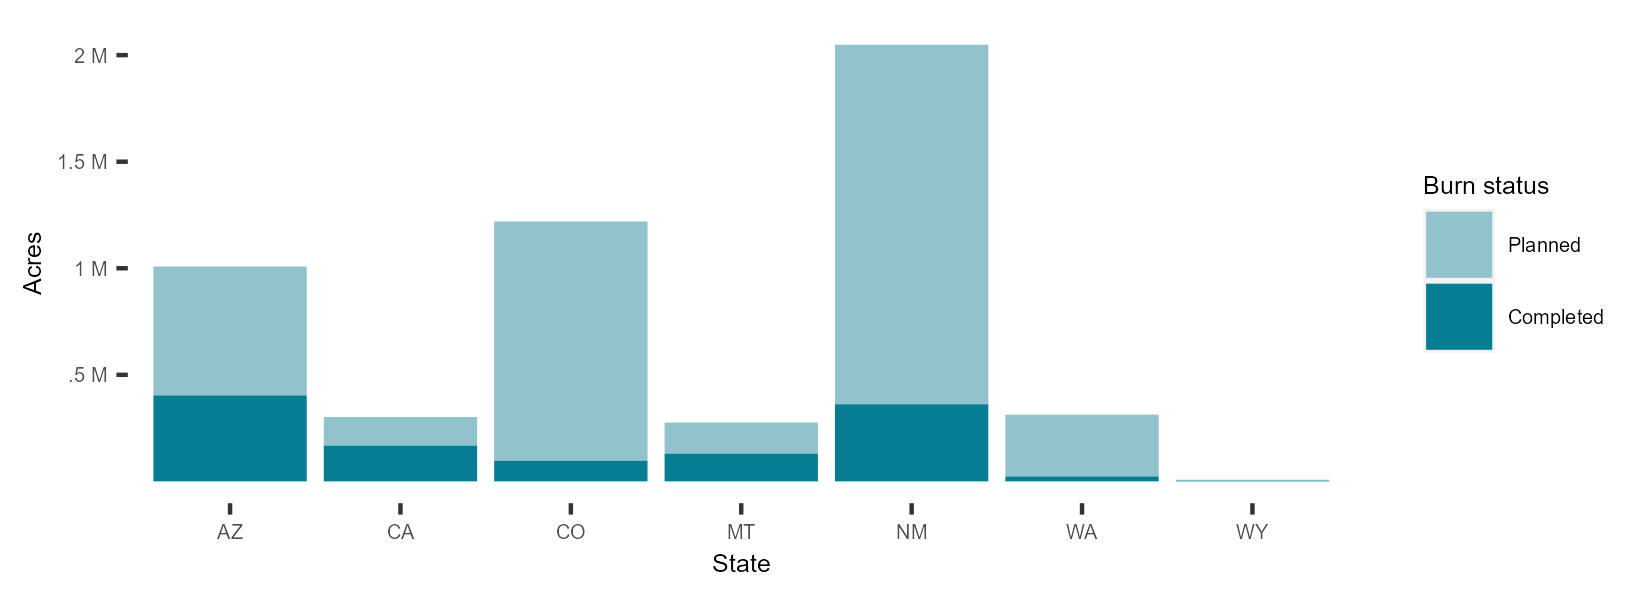 2 M
1.5 M
1 M
.5 M
Acres
AZ CA CO MT NM WA WY
State
Burn status
Planned
Completed